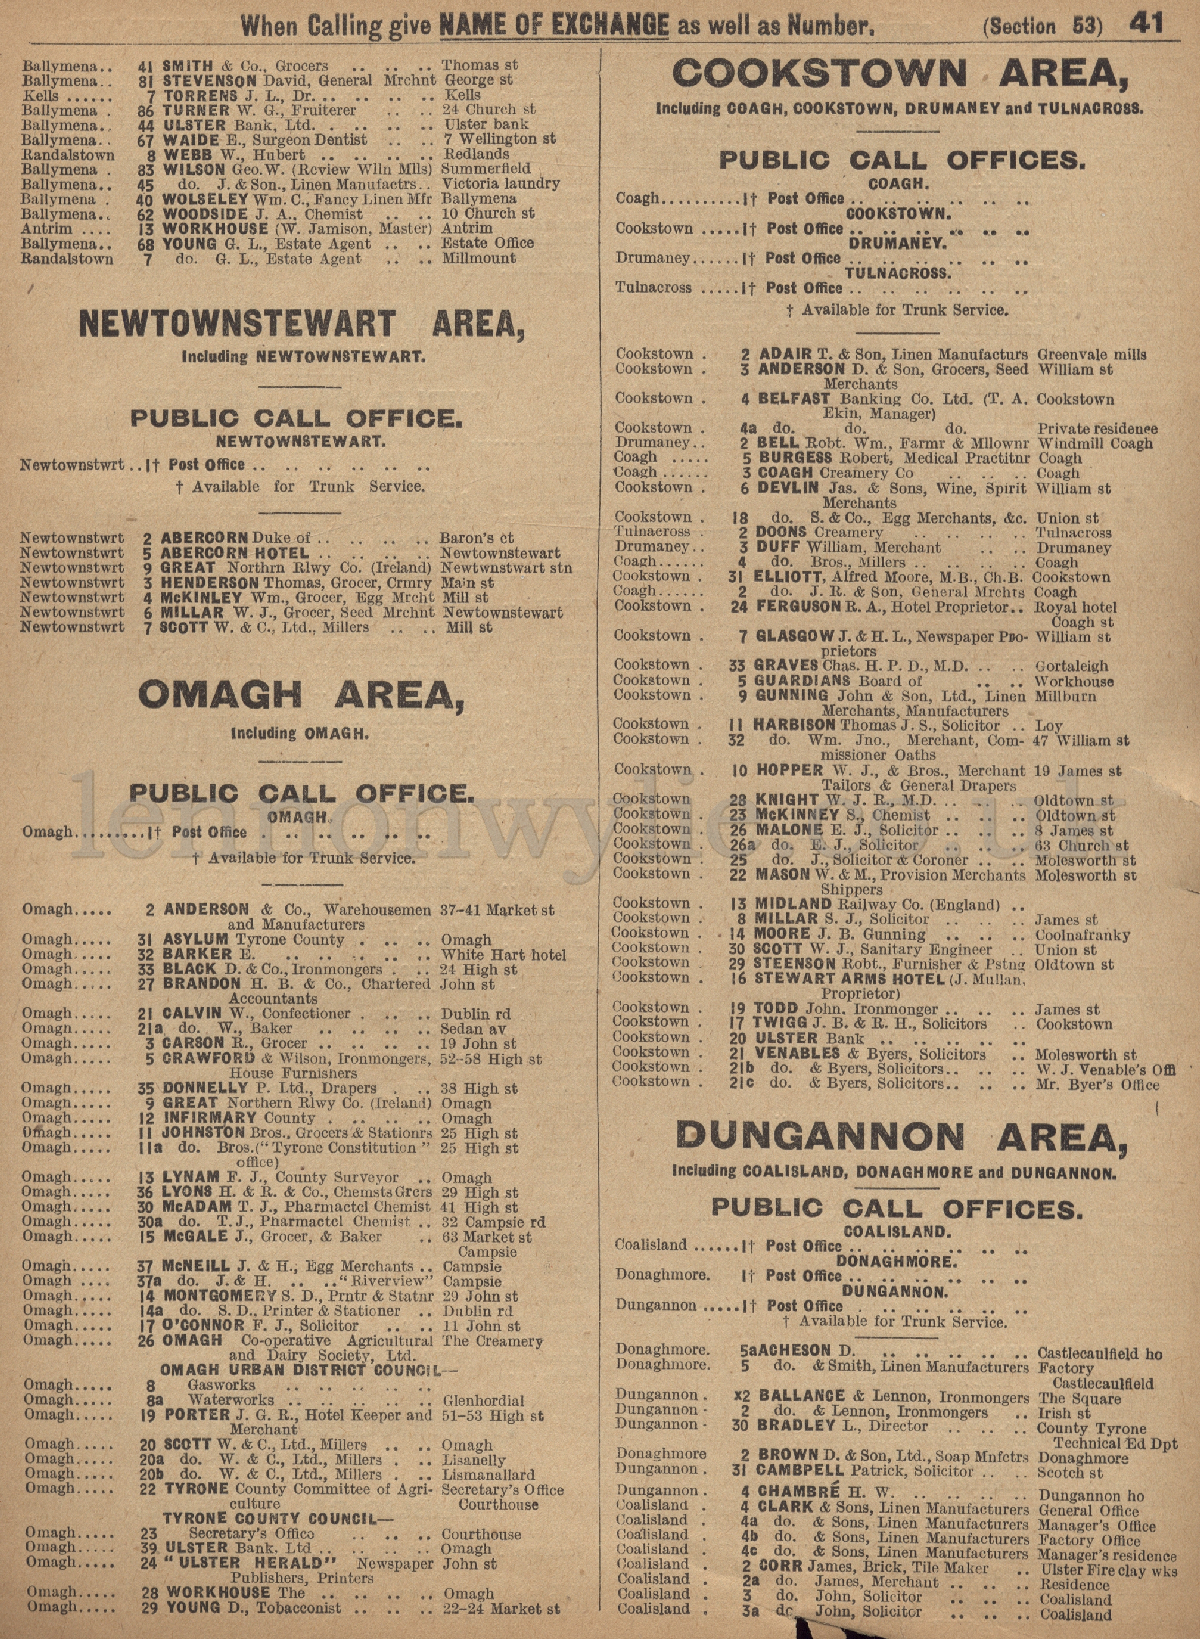 When Calling give NAME OF EXCHANGE as well as Number. (Section 53) 41
Ballymena.. 41 SMITH & Co., Grocers .. .. .. Thomas st
Ballymena.. 81 STEVENSON David, General Mrchnt George st
Kells ...... 7 TORRENS J. L., Dr. .. .. .. .. Kells
Ballymena . 86 TURNER W. G., Fruiterer .. .. 24 Church st
Ballymena.. 44 ULSTER Bank, Ltd. . .. .. .. Ulster bank
Ballymena.. 67 WAIDE E., Surgeon Dentist .. .. 7 Wellington st
Randalstown 8 WEBB W., Hubert .. .. .. .. Redlands
Ballymena . 83 WILSON Geo. W. (Rcview Wlln Mlls) Summerfield
Ballymena.. 45 do. J. & Son., Linen Manufactrs.. Victoria laundry
Ballymena . 40 WOLSELEY Wm. C., Fancy Linen Mfr Ballymena
Ballymena.. 62 WOODSIDE J. A., Chemist .. .. 10 Church st
Antrim .... 13 WORKHOUSE (W. Jamison, Master) Antrim
Ballymena.. 68 YOUNG G. L., Estate Agent .. .. Estate Office
Randalstown 7 do. G. L., Estate Agent .. .. Millmount
NEWTOWNSTEWART AREA,
Including NEWTOWNSTEWART.
PUBLIC CALL OFFICE.
NEWTOWNSTEWART.
Newtownstwrt..1† Post Office .. .. .. .. .. ..
† Available for Trunk Service.
Newtownstwrt 2 ABERCORN Duke of .. .. .. .. Baron's ct
Newtownstwrt 5 ABERCORN HOTEL .. .. .. .. Newtownstewart
Newtownstwrt 9 GREAT Northrn Rlwy Co. (Ireland) Newtwnstwart stn
Newtownstwrt 3 HENDERSON Thomas, Grocer, Crmry Main st
Newtownstwrt 4 McKINLEY Wm., Grocer, Egg Mrcht Mill st
Newtownstwrt 6 MILLAR W. J., Grocer, Seed Mrchnt Newtownstewart
Newtownstwrt 7 SCOTT W. & C., Ltd., Millers .. .. Mill st
OMAGH AREA,
Including OMAGH.
PUBLIC CALL OFFICE.
OMAGH.
Omagh.........1† Post Office . .. .. .. .. ..
† Available for Trunk Service.
Omagh..... 2 ANDERSON & Co., Warehousemen 37-41 Market st
and Manufacturers
Omagh..... 31 ASYLUM Tyrone County . .. .. Omagh
Omagh..... 32 BARKER E. .. .. .. .. .. White Hart hotel
Omagh..... 33 BLACK D. & Co., Ironmongers . .. 24 High st
Omagh..... 27 BRANDON H. B. & Co., Chartered John st
Accountants
Omagh..... 21 CALVIN W., Confectioner . .. .. Dublin rd
Omagh..... 21a do. W., Baker .. .. .. .. Sedan av
Omagh..... 3 CARSON R., Grocer .. .. .. .. 19 John st
Omagh..... 5 CRAWFORD & Wilson, Ironmongers, 52-58 High st
House Furnishers
Omagh..... 35 DONNELLY P. Ltd., Drapers .. .. 38 High st
Omagh..... 9 GREAT Northern Rlwy Co. (Ireland) Omagh
Omagh..... 12 INFIRMARY County . .. .. .. Omagh
Omagh..... 11 JOHNSTON Bros., Grocers & Stationrs 25 High st
Omagh..... 11a do. Bros. ("Tyrone Constitution" 25 High st
office)
Omagh..... 13 LYNAM F. J., County Surveyor .. Omagh
Omagh..... 36 LYONS H. & R. & Co., Chemsts Grcrs 29 High st
Omagh..... 30 McADAM T. J., Pharmactcl Chemist 41 High st
Omagh..... 30a do. T. J., Pharmactcl Chemist .. 32 Campsie rd
Omagh..... 15 McGALE J., Grocer, & Baker .. 63 Market st
Campsie
Omagh..... 37 McNEILL J. & H., Egg Merchants .. Campsie
Omagh .... 37a do. J. & H. .. .. .."Riverview" Campsie
Omagh..... 14 MONTGOMERY S. D., Prntr & Statnr 29 John st
Omagh..... 14a do. S. D., Printer & Stationer .. Dublin rd
Omagh..... 17 O'CONNOR F. J., Solicitor .. .. 11 John st
Omagh..... 26 OMAGH Co-operative Agricultural The Creamery
and Dairy Society, Ltd.
OMAGH URBAN DISTRICT COUNCIL—
Omagh..... 8 Gasworks .. .. .. .. ..
Omagh..... 8a Waterworks .. .. .. .. .. Glenhordial
Omagh..... 19 PORTER J. G. R., Hotel Keeper and 51-53 High st
Merchant
Omagh..... 20 SCOTT W. & C., Ltd., Millers .. .. Omagh
Omagh..... 20a do. W. & C., Ltd., Millers . .. Lisanelly
Omagh..... 20b do. W. & C., Ltd., Millers . .. Lismanallard
Omagh..... 22 TYRONE County Committee of Agri- Secretary's Office
culture Courthouse
TYRONE COUNTY COUNCIL—
Omagh..... 23 Secretary's Office .. .. .. Courthouse
Omagh..... 39 ULSTER Bank. Ltd .. .. .. .. Omagh
Omagh..... 24 "ULSTER HERALD" Newspaper John st
Publishers, Printers
Omagh..... 28 WORKHOUSE The .. .. .. Omagh
Omagh..... 29 YOUNG D., Tobacconist .. .. .. 22-24 Market st
COOKSTOWN AREA,
Including COAGH, COOKSTOWN, DRUMANEY and TULNACROSS.
PUBLIC CALL OFFICES.
COAGH.
Coagh..........1† Post Office .. .. .. .. .. ..
COOKSTOWN.
Cookstown .....1† Post Office .. .. .. .. .. ..
DRUMANEY.
Drumaney......1† Post Office .. .. .. .. .. ..
TULNACROSS.
Tulnacross .....1† Post Office .. .. .. .. .. ..
† Available for Trunk Service.
Cookstown . 2 ADAIR T. & Son, Linen Manufacturs Greenvale mills
Cookstown . 3 ANDERSON D. & Son, Grocers, Seed William st
Merchants
Cookstown . 4 BELFAST Banking Co. Ltd. (T. A. Cookstown
Ekin, Manager)
Cookstown . 4a do. do. do. Private residence
Drumaney.. 2 BELL Robt. Wm., Farmr & Mllownr Windmill Coagh
Coagh ..... 5 BURGESS Robert, Medical Practitnr Coagh
Coagh ...... 3 COAGH Creamery Co .. .. .. Coagh
Cookstown . 6 DEVLIN Jas. & Sons, Wine, Spirit William st
Merchants
Cookstown . 18 do. S. & Co., Egg Merchants, &c. Union st
Tulnacross . 2 DOONS Creamery .. .. .. .. Tulnacross
Drumaney.. 3 DUFF William, Merchant .. .. Drumaney
Coagh...... 4 do. Bros., Millers .. .. .. .. Coagh
Cookstown . 31 ELLIOTT, Alfred Moore, M.B., Ch.B. Cookstown
Coagh...... 2 do. J. R. & Son, General Mrchts Coagh
Cookstown . 24 FERGUSON R. A., Hotel Proprietor.. Royal hotel
Coagh st
Cookstown . 7 GLASGOW J. & H. L., Newspaper Pro- William st
prietors
Cookstown . 33 GRAVES Chas. H. P. D., M.D. .. .. Gortaleigh
Cookstown . 5 GUARDIANS Board of .. .. Workhouse
Cookstown . 9 GUNNING John & Son, Ltd., Linen Millburn
Merchants, Manufacturers
Cookstown . 11 HARBISON Thomas J. S., Solicitor .. Loy
Cookstown . 32 do. Wm. Jno., Merchant, Com- 47 William st
missioner Oaths
Cookstown . 10 HOPPER W. J., & Bros., Merchant 19 James st
Tailors & General Drapers
Cookstown . 28 KNIGHT W. J. R., M.D. .. .. .. Oldtown st
Cookstown . 23 McKINNEY S., Chemist .. .. .. Oldtown st
Cookstown . 26 MALONE E. J., Solicitor .. .. .. 8 James st
Cookstown . 26a do. E. J., Solicitor .. .. .. 63 Church st
Cookstown . 25 do. J., Solicitor & Coroner .. .. Molesworth st
Cookstown . 22 MASON W. & M., Provision Merchants Molesworth st
Shippers
Cookstown . 13 MIDLAND Railway Co. (England) ..
Cookstown . 8 MILLAR S. J., Solicitor .. .. .. James st
Cookstown . 14 MOORE J. B. Gunning .. .. .. Coolnafranky
Cookstown . 30 SCOTT W. J., Sanitary Engineer .. Union st
Cookstown . 29 STEENSON Robt., Furnisher & Pstng Oldtown st
Cookstown . 16 STEWART ARMS HOTEL (J. Mullan,
Proprietor)
Cookstown . 19 TODD John. Ironmonger .. .. .. James st
Cookstown . 17 TWIGG J. B. & R. H., Solicitors .. Cookstown
Cookstown . 20 ULSTER Bank .. .. .. .. ..
Cookstown . 21 VENABLES & Byers, Solicitors .. Molesworth st
Cookstown . 21b do. & Byers, Solicitors.. .. .. W. J. Venable's Offi
Cookstown . 21c do. & Byers, Solicitors.. .. .. Mr. Byer's Office
DUNGANNON AREA,
Including COALISLAND, DONAGHMORE and DUNGANNON.
PUBLIC CALL OFFICES.
COALISLAND.
Coalisland ......1† Post Office .. .. .. .. .. ..
DONAGHMORE.
Donaghmore. 1† Post Office .. .. .. .. .. ..
DUNGANNON.
Dungannon .....1† Post Office . .. .. .. .. ..
† Available for Trunk Service.
Donaghmore. 5a ACHESON D. .. .. .. .. .. Castlecaulfield ho
Donaghmore. 5 do. & Smith, Linen Manufacturers Factory
Castlecaulfield
Dungannon . x2 BALLANCE & Lennon, Ironmongers The Square
Dungannon . 2 do. & Lennon, Ironmongers .. Irish st
Dungannon . 30 BRADLEY L., Director .. .. .. County Tyrone
Technical Ed Dpt
Donaghmore 2 BROWN D. & Son, Ltd., Soap Mnfctrs Donaghmore
Dungannon . 31 CAMBPELL Patrick, Solicitor .. .. Scotch st
Dungannon . 4 CHAMBRÉ H. W. .. .. .. .. Dungannon ho
Coalisland . 4 CLARK & Sons, Linen Manufacturers General Office
Coalisland . 4a do. & Sons, Linen Manufacturers Manager's Office
Coalisland . 4b do. & Sons, Linen Manufacturers Factory Office
Coalisland . 4c do. & Sons, Linen Manufacturers Manager's residence
Coalisland . 2 CORR James, Brick, Tile Maker .. Ulster Fireclay wks
Coalisland . 2a do. James, Merchant .. .. .. Residence
Coalisland . 3 do. John, Solicitor .. .. .. Coalisland
Coalisland . 3a do. John, Solicitor .. .. .. Coalisland
lennonwylie.co.uk